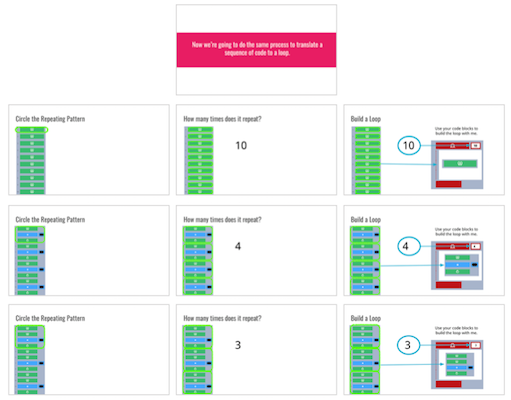 Now we're going to do the same process to translate a
sequence of code to a loop.
Circle the Repeating Pattern
How many times does it repeat?
10
Build a Loop
Use your code blocks to
build the loop with me.
10
Circle the Repeating Pattern
How many times does it repeat?
4
Build a Loop
Use your code blocks to
build the loop with me.
4
Circle the Repeating Pattern
How many times does it repeat?
3
Build a Loop
Use your code blocks to
build the loop with me.
3